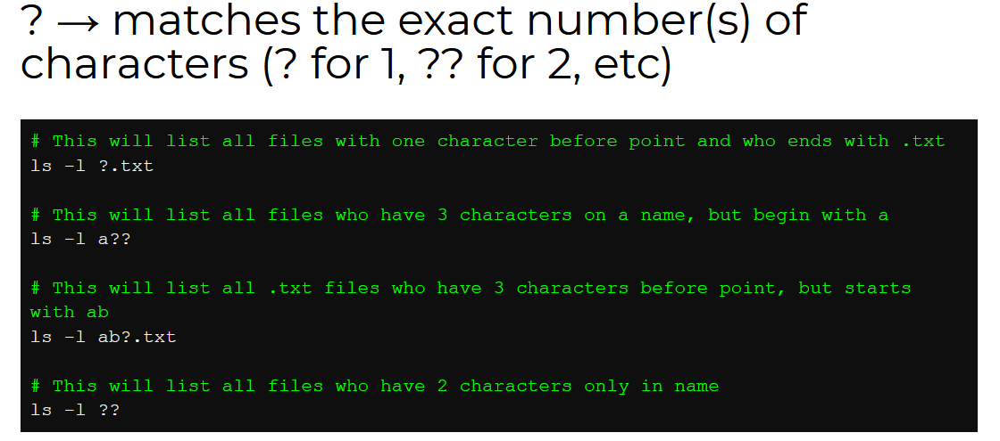 ? → matches the exact number(s) of
characters (? for 1, ?? for 2, etc)
# This will list all files with one character before point and who ends with .txt
ls -l ?.txt
# This will list all files who have 3 characters on a name, but begin with a
ls -l a??
# This will list all .txt files who have 3 characters before point, but starts
with ab
ls -l ab?.txt
# This will list all files who have 2 characters only in name
ls -l ??